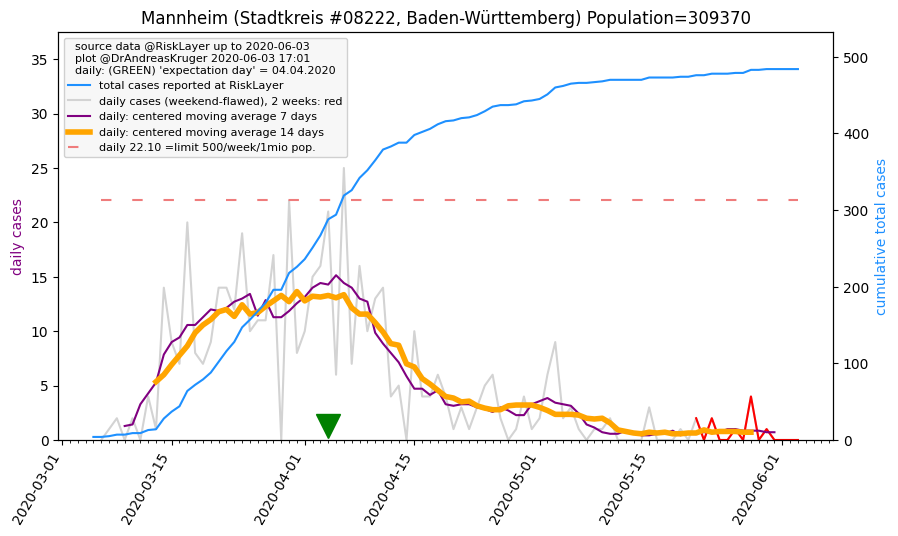 Mannheim (Stadtkreis #08222, Baden-Württemberg) Population=309370
source data @RiskLayer up to 2020-06-03
plot @DrAndreasKruger 2020-06-03 17:01
daily: (GREEN) 'expectation day' = 04.04.2020
total cases reported at RiskLayer
daily cases (weekend-flawed), 2 weeks: red
daily: centered moving average 7 days
daily: centered moving average 14 days
daily 22.10 =limit 500/week/1mio pop.
daily cases
35
30
25
20
15
10
5
0
cumulative total cases
500
400
300
200
100
0
2020-03-01
2020-03-15
2020-04-01
2020-04-15
2020-05-01
2020-05-15
2020-06-01